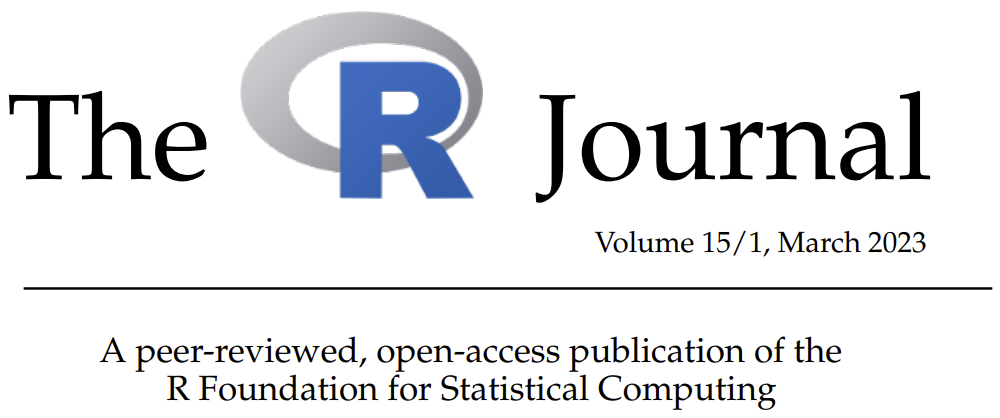 The R Journal
Volume 15/1, March 2023
A peer-reviewed, open-access publication of the
R Foundation for Statistical Computing